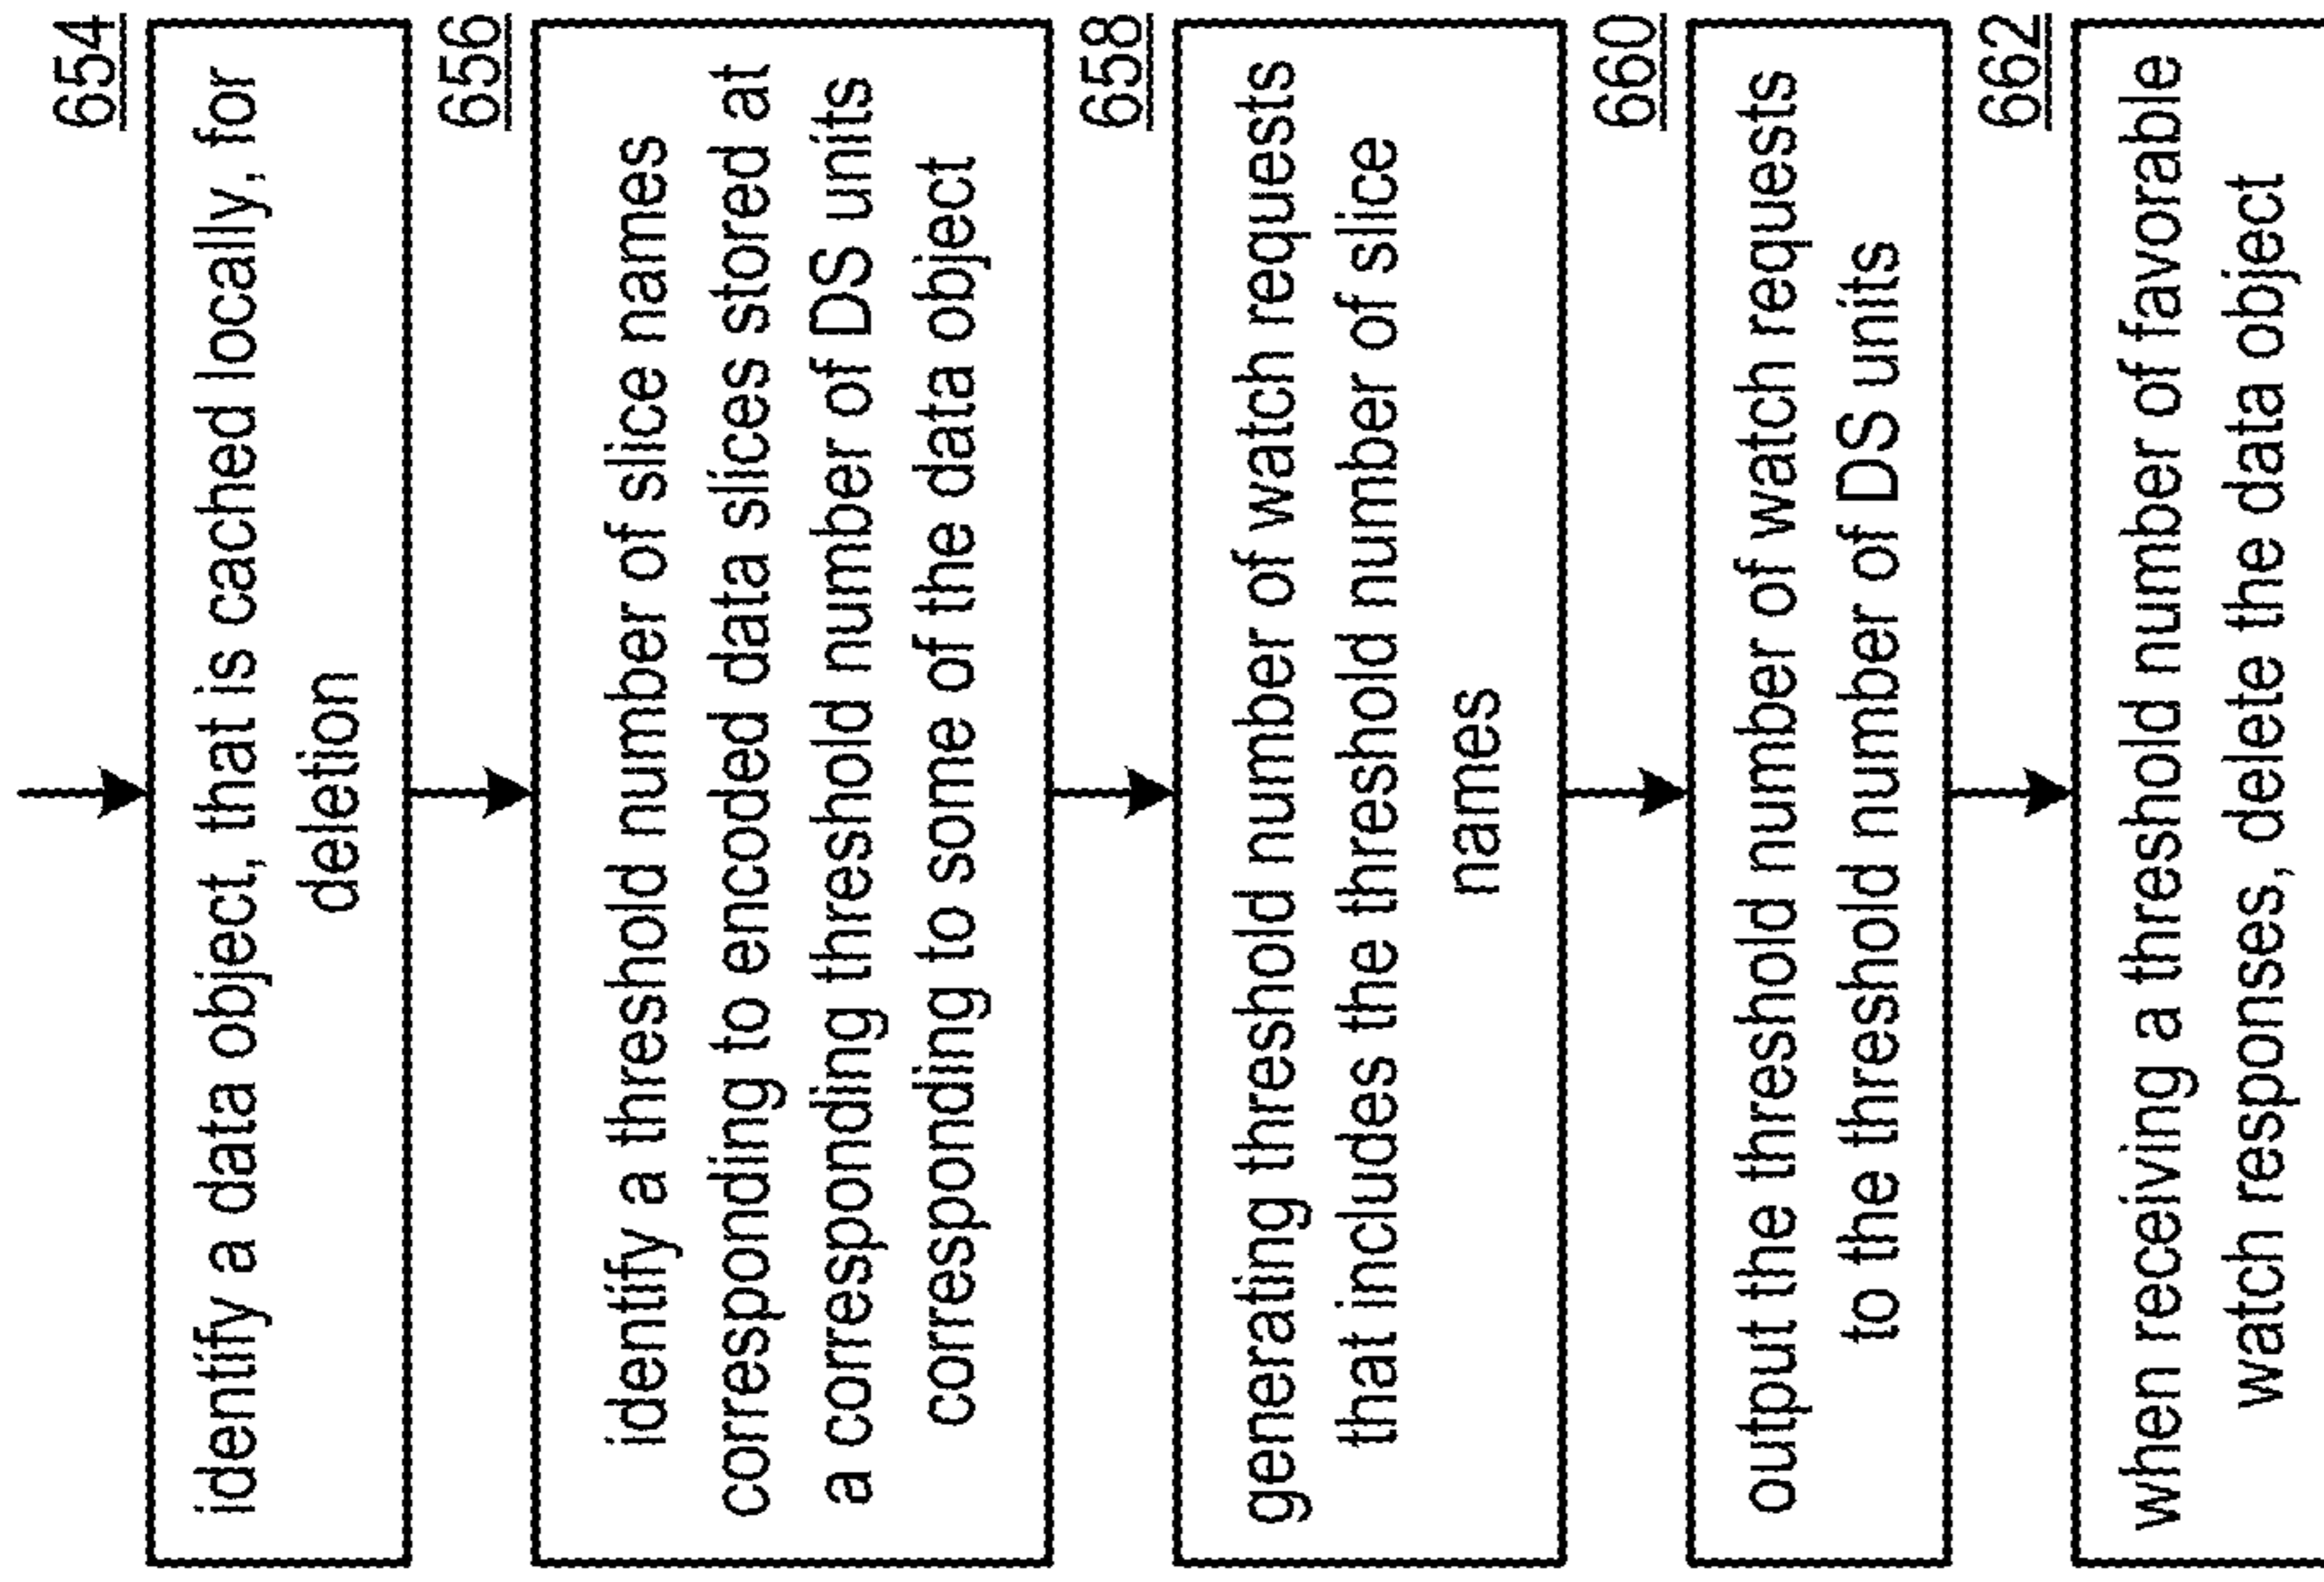 654
identify a data object, that is cached locally, for
deletion
656
identify a threshold number of slice names
corresponding to encoded data slices stored at
a corresponding threshold number of DS units
corresponding to some of the data object
658
generating threshold number of watch requests
that includes the threshold number of slice
names
660
output the threshold number of watch requests
to the threshold number of DS units
662
when receiving a threshold number of favorable
watch responses, delete the data object